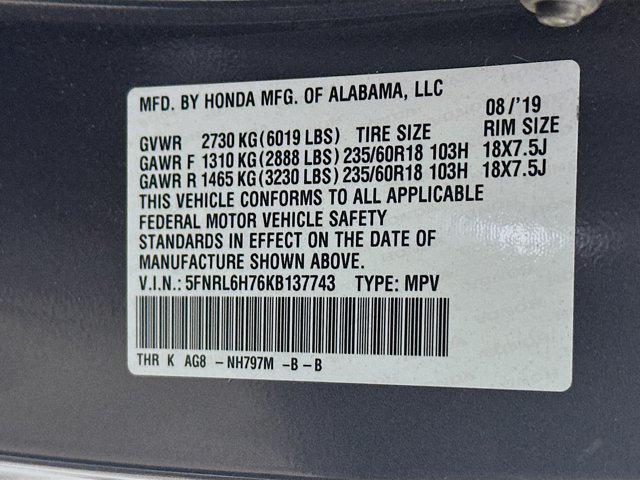 MFD. BY HONDA MFG. OF ALABAMA, LLC 08/'19
GVWR 2730 KG (6019 LBS) TIRE SIZE RIM SIZE
GAWR F 1310 KG (2888 LBS) 235/60R18 103H 18X7.5J
GAWR R 1465 KG (3230 LBS) 235/60R18 103H 18X7.5J
THIS VEHICLE CONFORMS TO ALL APPLICABLE
FEDERAL MOTOR VEHICLE SAFETY
STANDARDS IN EFFECT ON THE DATE OF
MANUFACTURE SHOWN ABOVE.
V.I.N.: 5FNRL6H76KB137743 TYPE: MPV
THR K AG8 -NH797M -B-B